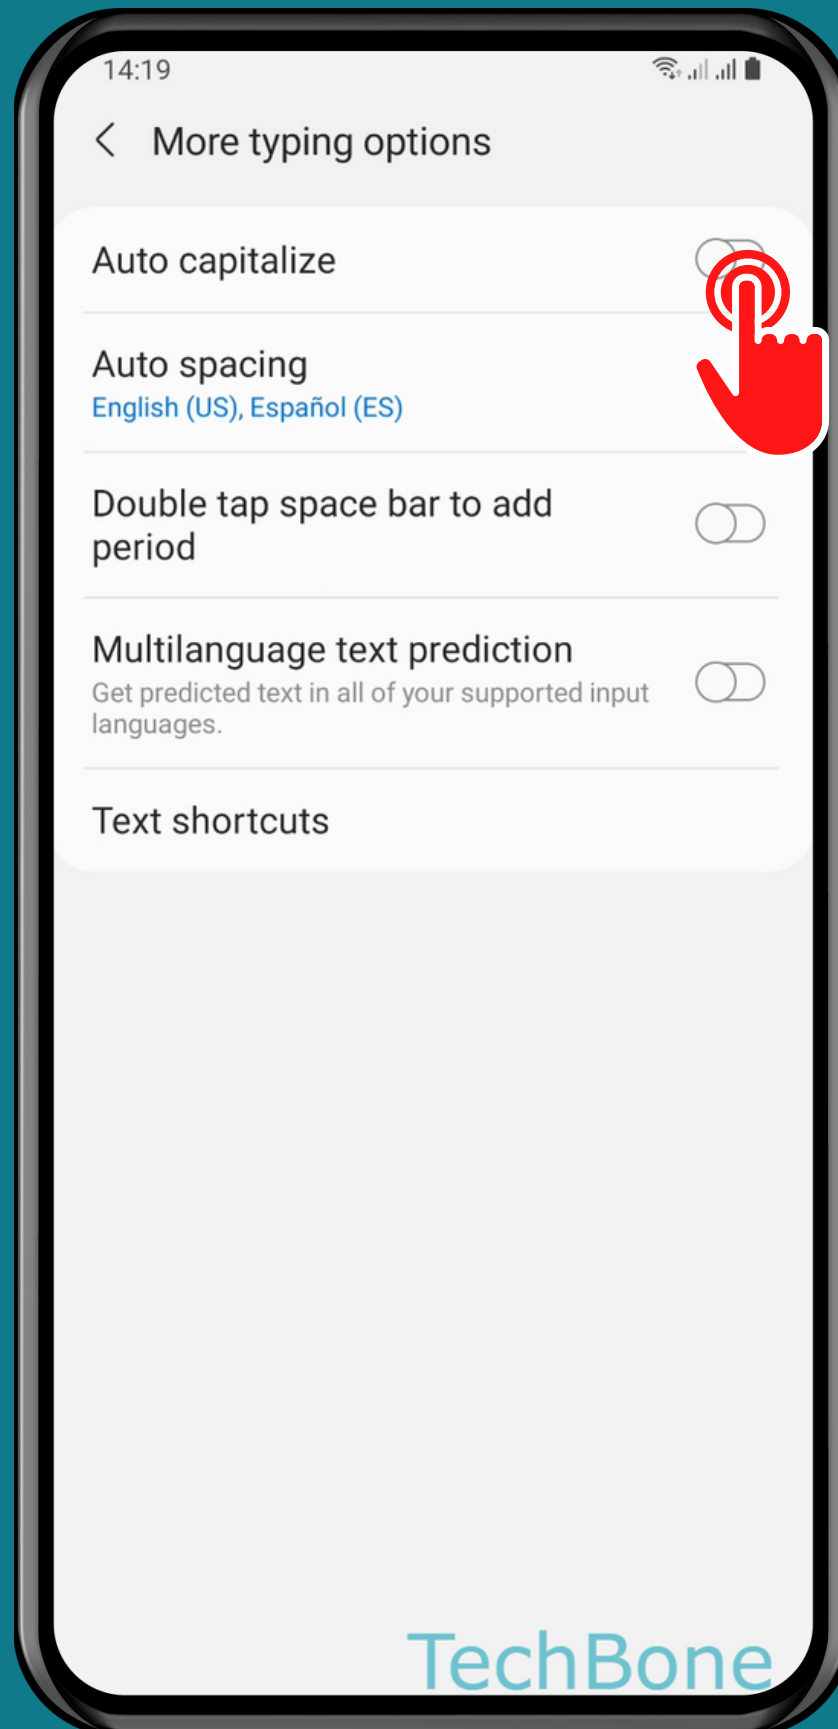 14:19
More typing options
Auto capitalize
Auto spacing
English (US), Español (ES)
Double tap space bar to add
period
Multilanguage text prediction
Get predicted text in all of your supported input
languages.
Text shortcuts
TechBone